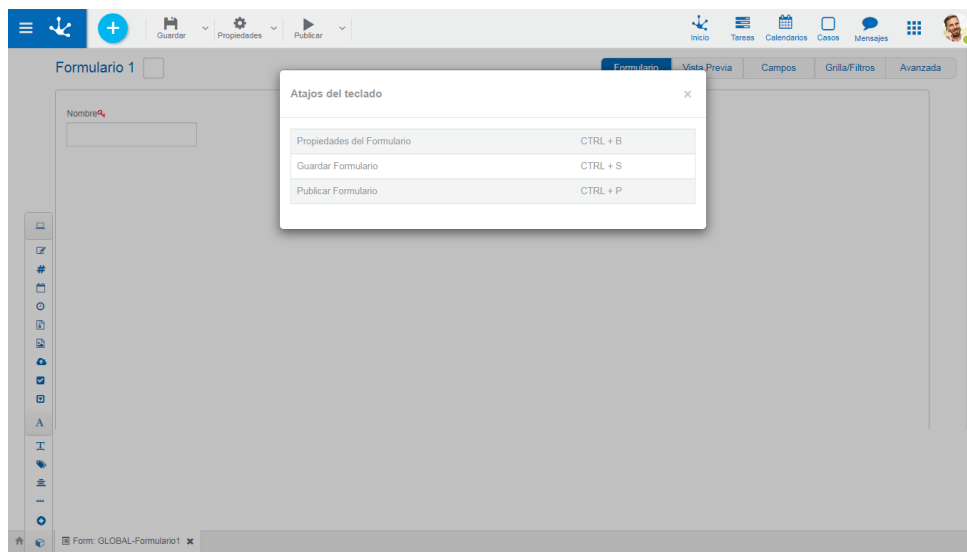 Guardar
Propiedades
Publicar
Inicio
Tareas
Calendarios
Casos
Mensajes
Formulario 1
Formulario
Vista Previa
Campos
Grilla/Filtros
Avanzada
Atajos del teclado
×
Nombre
Propiedades del Formulario CTRL + B
Guardar Formulario CTRL + S
Publicar Formulario CTRL + P
Form: GLOBAL-Formulario1